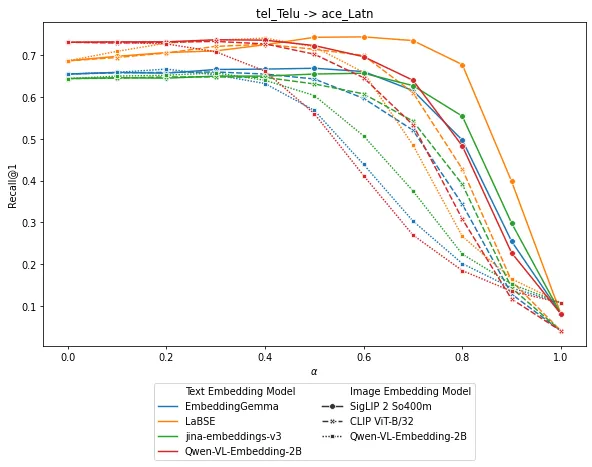 tel_Telu -> ace_Latn
Recall@1
0.7
0.6
0.5
0.4
0.3
0.2
0.1
0.0 0.2 0.4 0.6 0.8 1.0
α
Text Embedding Model Image Embedding Model
EmbeddingGemma SigLIP 2 So400m
LaBSE CLIP ViT-B/32
jina-embeddings-v3 Qwen-VL-Embedding-2B
Qwen-VL-Embedding-2B